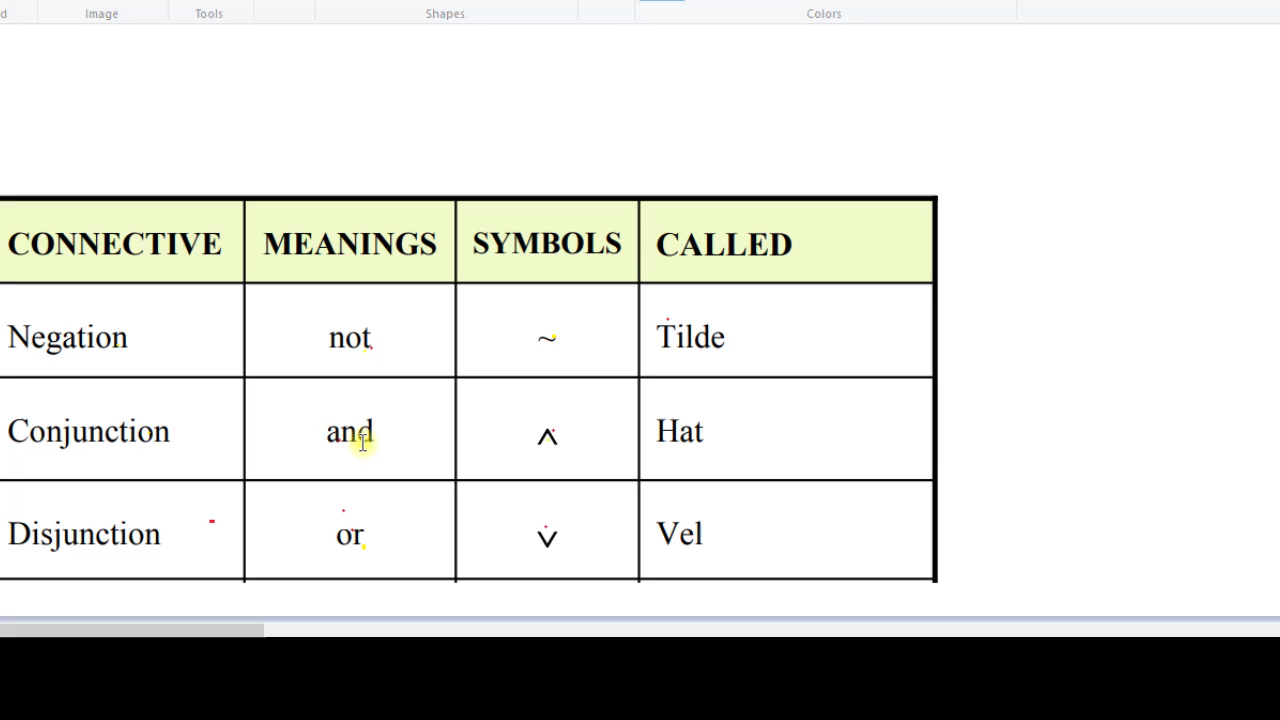 d Image Tools Shapes Colors
CONNECTIVE MEANINGS SYMBOLS CALLED
Negation not ~ Tilde
Conjunction and ∧ Hat
Disjunction or ∨ Vel